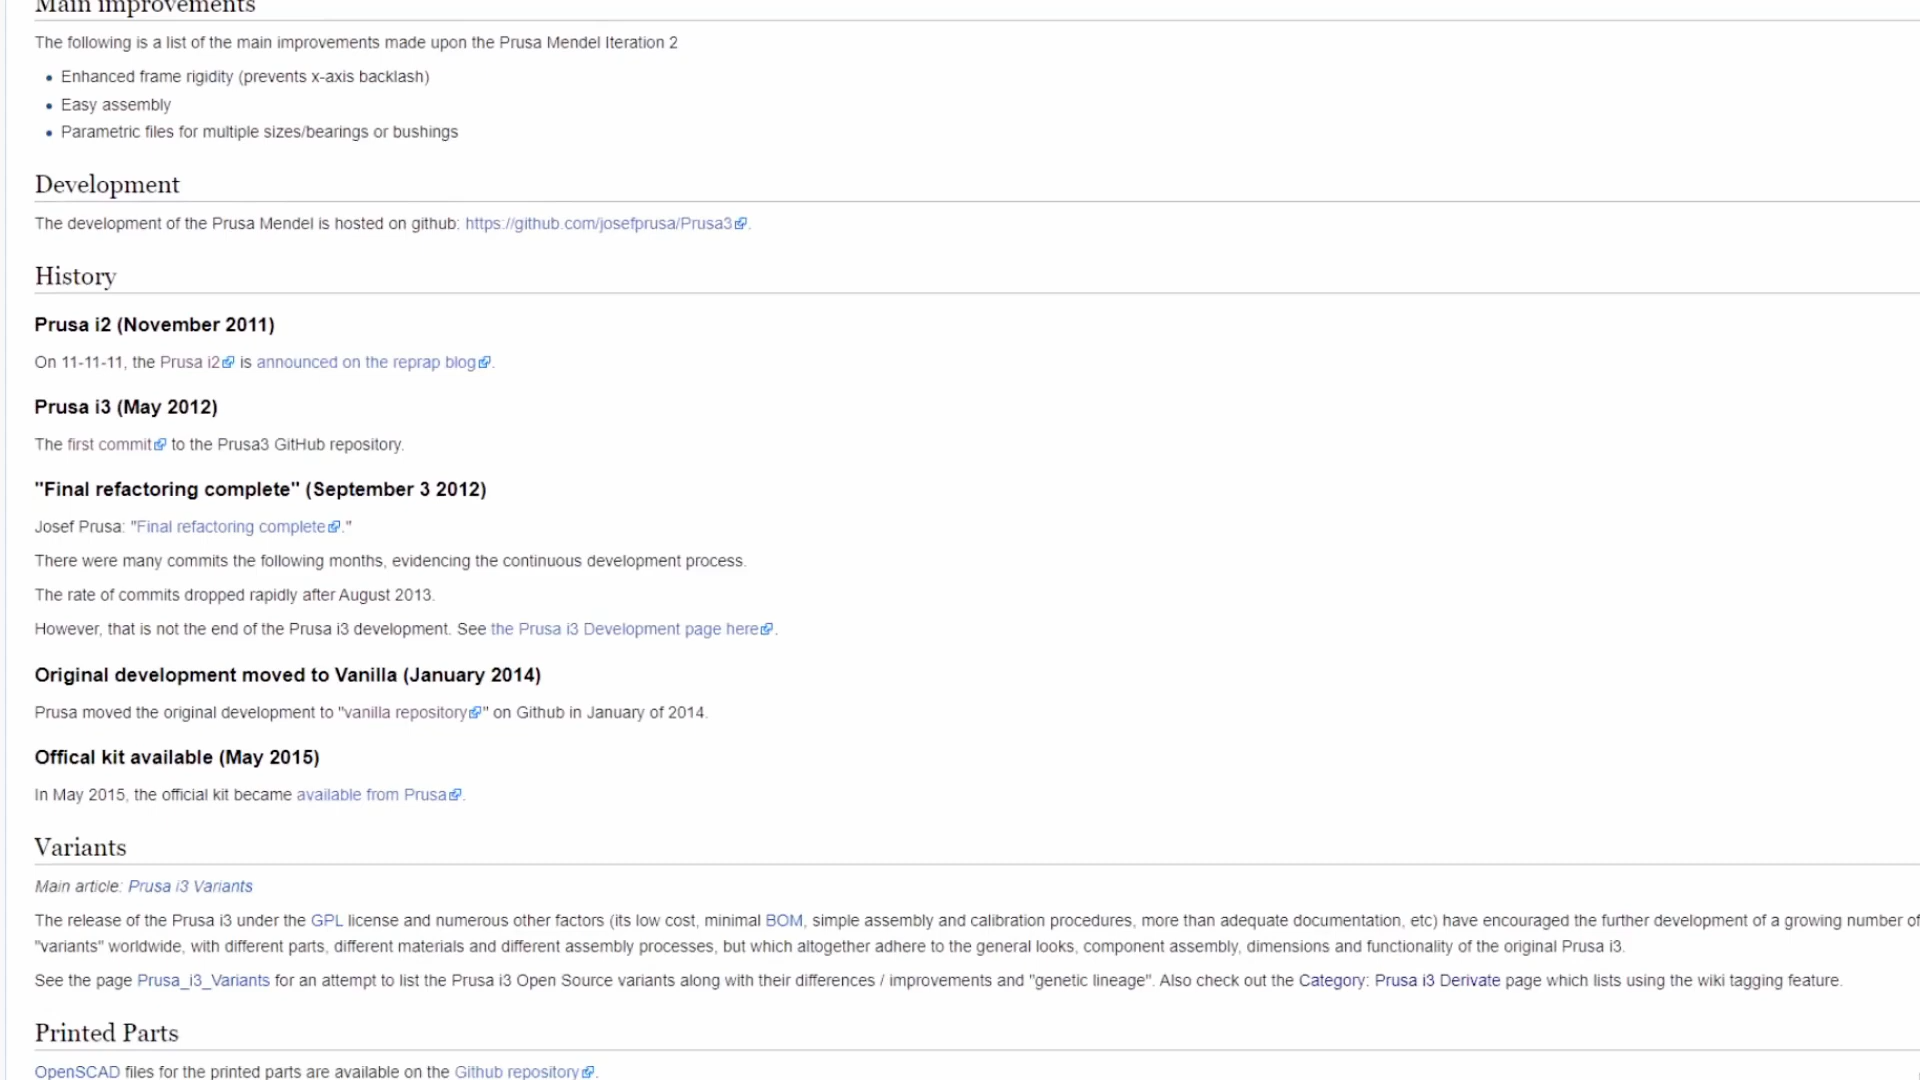 Main improvements
The following is a list of the main improvements made upon the Prusa Mendel Iteration 2
Enhanced frame rigidity (prevents x-axis backlash)
Easy assembly
Parametric files for multiple sizes/bearings or bushings
Development
The development of the Prusa Mendel is hosted on github: https://github.com/josefprusa/Prusa3.
History
Prusa i2 (November 2011)
On 11-11-11, the Prusa i2 is announced on the reprap blog.
Prusa i3 (May 2012)
The first commit to the Prusa3 GitHub repository.
"Final refactoring complete" (September 3 2012)
Josef Prusa: "Final refactoring complete."
There were many commits the following months, evidencing the continuous development process.
The rate of commits dropped rapidly after August 2013.
However, that is not the end of the Prusa i3 development. See the Prusa i3 Development page here.
Original development moved to Vanilla (January 2014)
Prusa moved the original development to "vanilla repository" on Github in January of 2014.
Offical kit available (May 2015)
In May 2015, the official kit became available from Prusa.
Variants
Main article: Prusa i3 Variants
The release of the Prusa i3 under the GPL license and numerous other factors (its low cost, minimal BOM, simple assembly and calibration procedures, more than adequate documentation, etc) have encouraged the further development of a growing number of
"variants" worldwide, with different parts, different materials and different assembly processes, but which altogether adhere to the general looks, component assembly, dimensions and functionality of the original Prusa i3.
See the page Prusa_i3_Variants for an attempt to list the Prusa i3 Open Source variants along with their differences / improvements and "genetic lineage". Also check out the Category: Prusa i3 Derivate page which lists using the wiki tagging feature.
Printed Parts
OpenSCAD files for the printed parts are available on the Github repository.